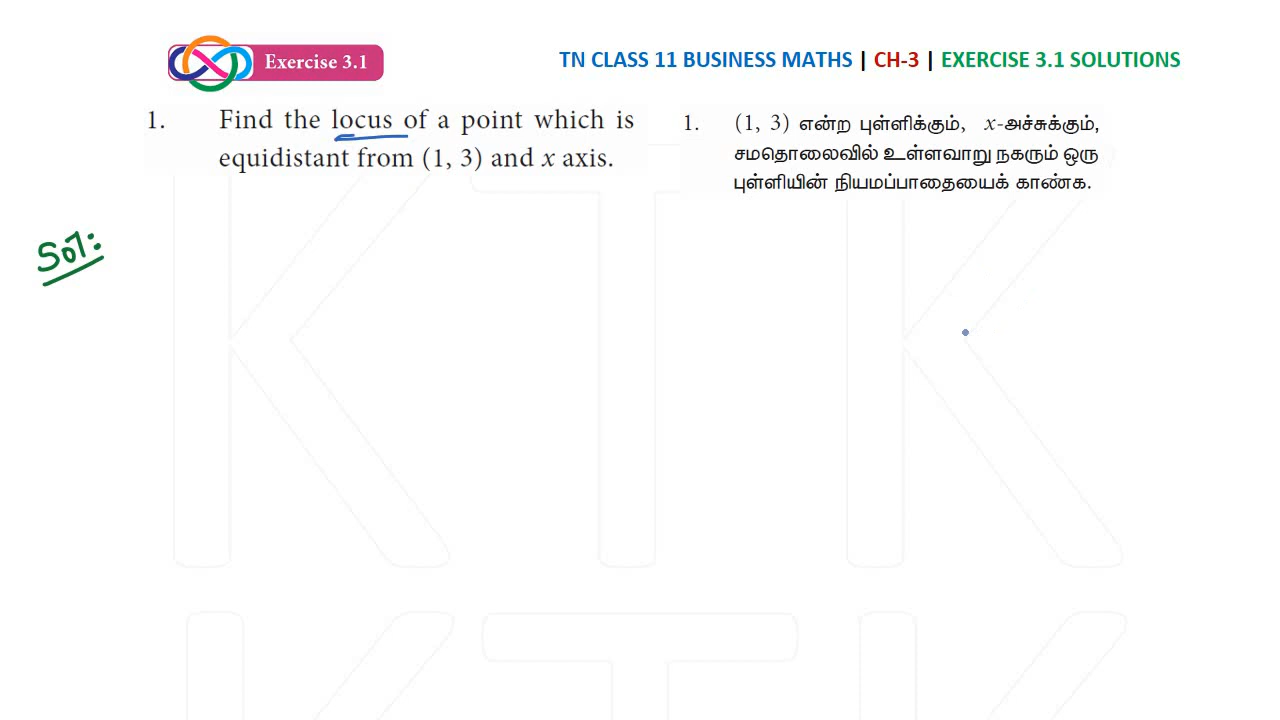 Exercise 3.1
TN CLASS 11 BUSINESS MATHS | CH-3 | EXERCISE 3.1 SOLUTIONS
1. Find the locus of a point which is
equidistant from (1, 3) and x axis.
1. (1, 3) என்ற புள்ளிக்கும், x-அச்சுக்கும்,
சமதொலைவில் உள்ளவாறு நகரும் ஒரு
புள்ளியின் நியமப்பாதையைக் காண்க.
Sol:
KTK
KTK